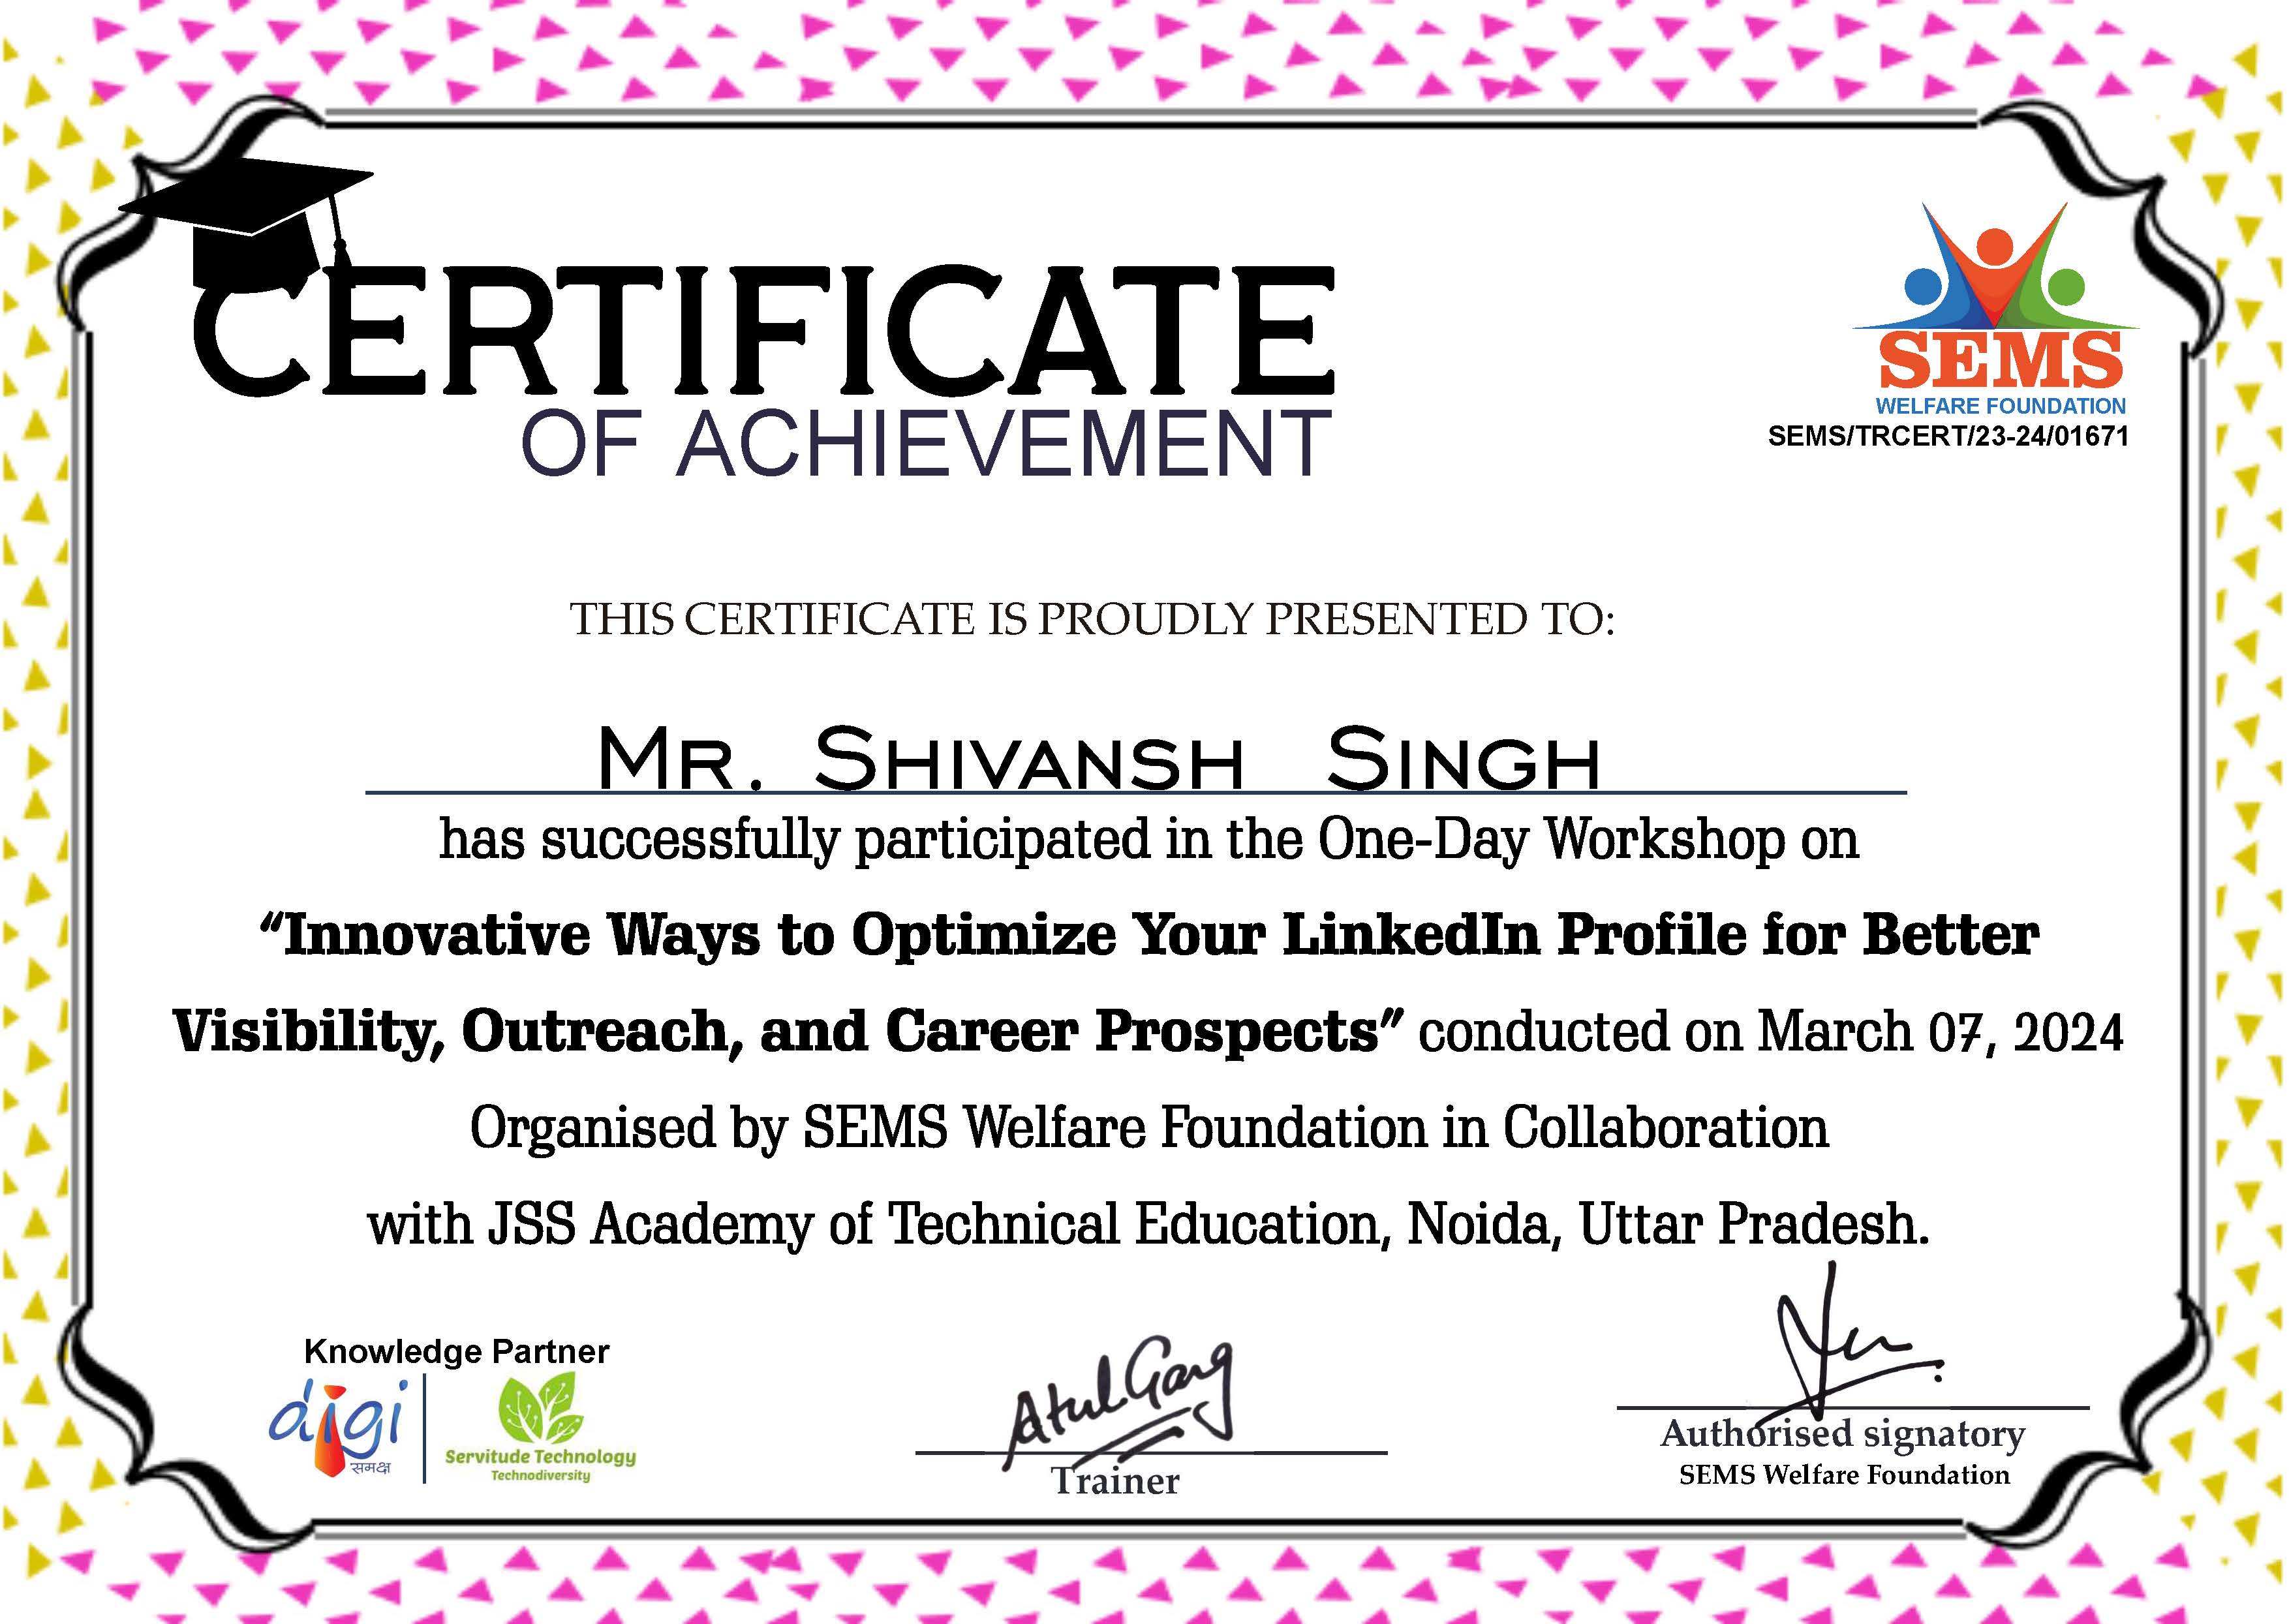 CERTIFICATE
OF ACHIEVEMENT
SEMS
WELFARE FOUNDATION
SEMS/TRCERT/23-24/01671
THIS CERTIFICATE IS PROUDLY PRESENTED TO:
MR. SHIVANSH SINGH
has successfully participated in the One-Day Workshop on
“Innovative Ways to Optimize Your LinkedIn Profile for Better
Visibility, Outreach, and Career Prospects” conducted on March 07, 2024
Organised by SEMS Welfare Foundation in Collaboration
with JSS Academy of Technical Education, Noida, Uttar Pradesh.
Knowledge Partner
digi
समक्ष
Servitude Technology
Technodiversity
Atul Garg
Trainer
Authorised signatory
SEMS Welfare Foundation